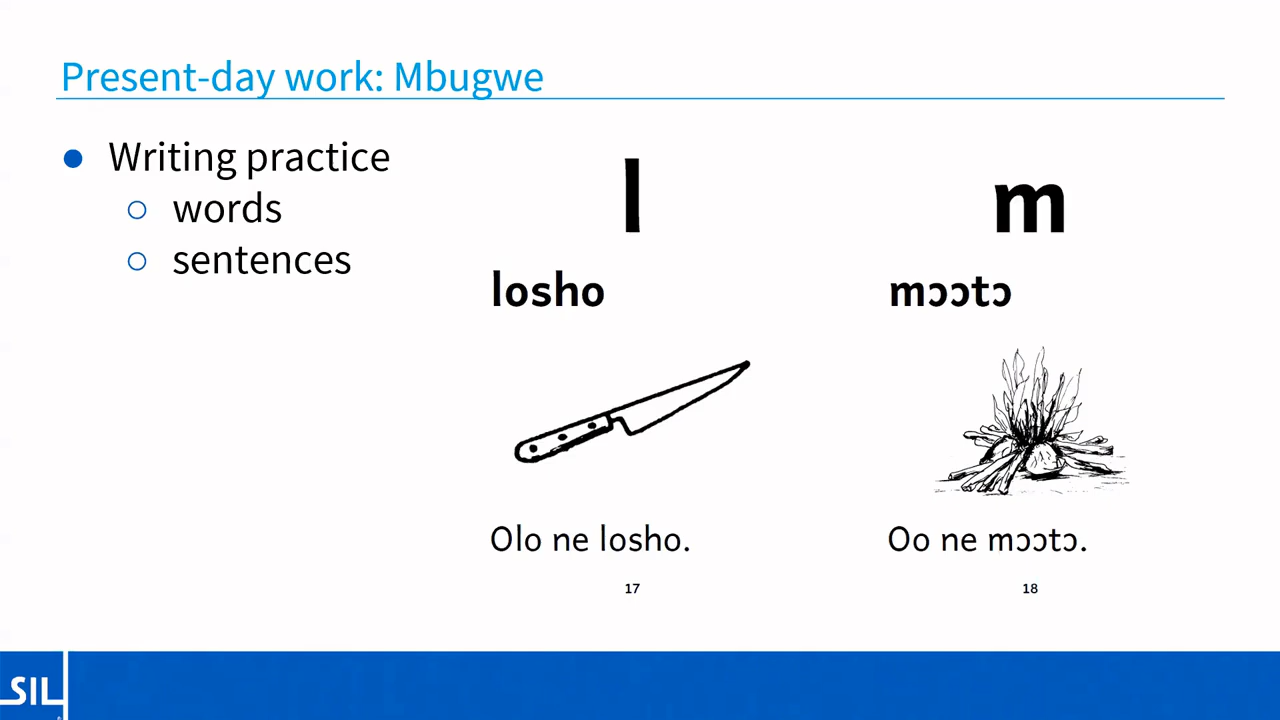 Present-day work: Mbugwe
● Writing practice
○ words
○ sentences
l
losho
Olo ne losho.
17
m
mɔɔtɔ
Oo ne mɔɔtɔ.
18
SIL